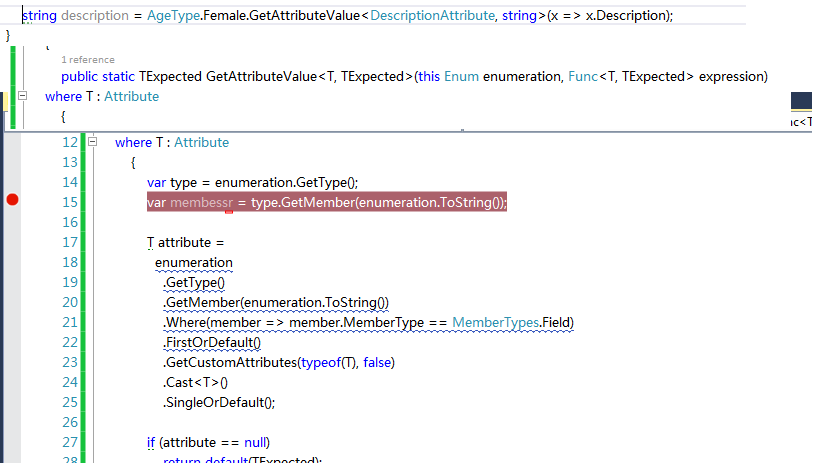 string description = AgeType.Female.GetAttributeValue<DescriptionAttribute, string>(x => x.Description);
}
1 reference
public static TExpected GetAttributeValue<T, TExpected>(this Enum enumeration, Func<T, TExpected> expression)
where T : Attribute
{
nc<T
12 where T : Attribute
13 {
14 var type = enumeration.GetType();
15 var membessr = type.GetMember(enumeration.ToString());
16
17 T attribute =
18 enumeration
19 .GetType()
20 .GetMember(enumeration.ToString())
21 .Where(member => member.MemberType == MemberTypes.Field)
22 .FirstOrDefault()
23 .GetCustomAttributes(typeof(T), false)
24 .Cast<T>()
25 .SingleOrDefault();
26
27 if (attribute == null)
28 return default(TExpected);